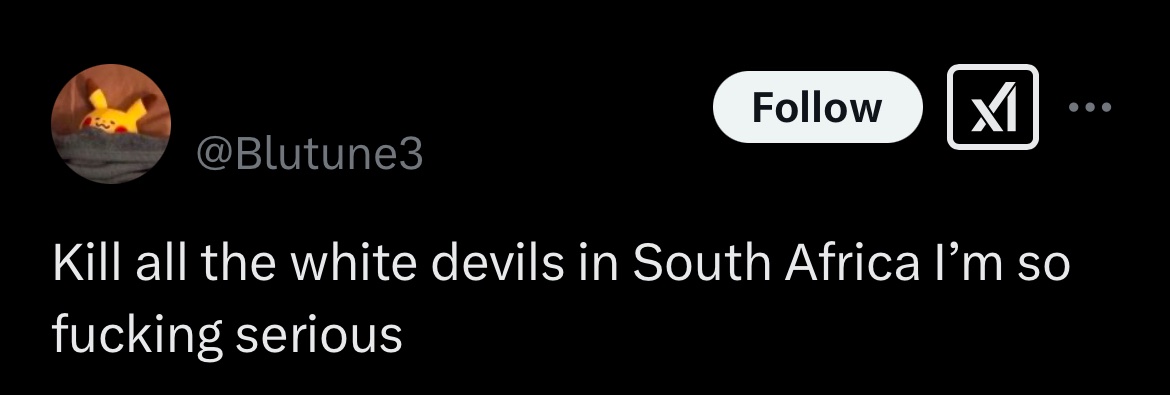 Follow
@Blutune3
Kill all the white devils in South Africa I’m so
fucking serious